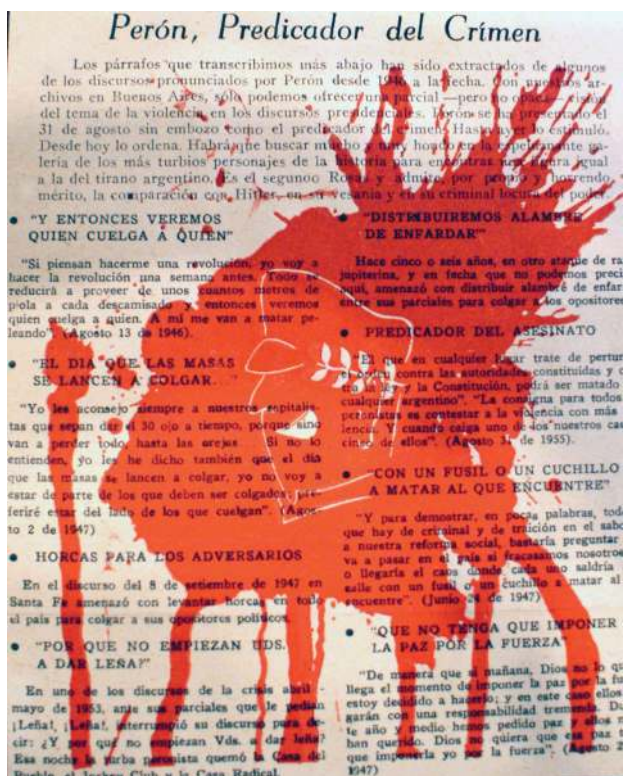 Perón, Predicador del Crímen
Los párrafos que transcribimos más abajo han sido extractados de algunos
de los discursos pronunciados por Perón desde 1946 a la fecha. Con nuestros ar-
chivos en Buenos Aires, sólo podemos ofrecer una parcial —pero no opaca— visión
del tema de la violencia en los discursos presidenciales. Perón se ha presentado el
31 de agosto sin embozo como el predicador del crimen. Hasta ayer lo estimuló.
Desde hoy lo ordena. Habría que buscar mucho y muy hondo en la espeluznante ga-
lería de los más turbios personajes de la historia para encontrar una figura igual
a la del tirano argentino. Es el segunoo Rosas y admite, por propio y horrendo
mérito, la comparación con Hitler, en su vesania y en su criminal locura del poder.
• "Y ENTONCES VEREMOS
QUIEN CUELGA A QUIEN"
"Si piensan hacerme una revolución, yo voy a
hacer la revolución una semana antes. Todo se
reducirá a proveer de unos cuantos metros de
piola a cada descamisado y entonces veremos
quien cuelga a quien. A mí me van a matar pe-
leando". (Agosto 13 de 1946).
• "EL DIA QUE LAS MASAS
SE LANCEN A COLGAR..."
"Yo les aconsejo siempre a nuestros capitalis-
tas que sepan dar el 30 o/o a tiempo, porque sino
van a perder todo, hasta las orejas. Si no lo
entienden, yo les he dicho también que el día
que las masas se lancen a colgar, yo no voy a
estar de parte de los que deben ser colgados, pre-
feriré estar del lado de los que cuelgan". (Agos-
to 2 de 1947)
• HORCAS PARA LOS ADVERSARIOS
En el discurso del 8 de setiembre de 1947 en
Santa Fe amenazó con levantar horcas en todo
el país para colgar a sus opositores políticos.
• "POR QUE NO EMPIEZAN UDS.
A DAR LEÑA?"
En uno de los discursos de la crisis abril -
mayo de 1953, ante sus parciales que le pedían
¡Leña!, ¡Leña!, interrumpió su discurso para de-
cir: ¿Y por qué no empiezan Vds. a dar leña?
Esa noche la turba peronista quemó la Casa del
Pueblo, el Jockey Club y la Casa Radical.
• "DISTRIBUIREMOS ALAMBRE
DE ENFARDAR"
Hace cinco o seis años, en otro ataque de ra
jupiterina, y en fecha que no podemos preci
aquí, amenazó con distribuir alambre de enfar
entre sus parciales para colgar a los opositores
• PREDICADOR DEL ASESINATO
"El que en cualquier lugar trate de pertur
el orden contra las autoridades constituídas y c
tra la ley y la Constitución, podrá ser matado
cualquier argentino". "La consigna para todos
peronistas es contestar a la violencia con más
lencia. Y cuando caiga uno de los nuestros cae
cinco de ellos". (Agosto 31 de 1955).
• "CON UN FUSIL O UN CUCHILLO
A MATAR AL QUE ENCUENTRE"
"Y para demostrar, en pocas palabras, todo
que hay de criminal y de traición en el sabo
a nuestra reforma social, bastaría preguntar
va a pasar en el país si fracasamos nosotros
o llegaría el caos donde cada uno saldría
calle con un fusil o un cuchillo a matar al
encuentre". (Junio 24 de 1947)
• "QUE NO TENGA QUE IMPONER
LA PAZ POR LA FUERZA"
"De manera que si mañana, Dios no lo qu
llega el momento de imponer la paz por la fu
estoy decidido a hacerlo; y en este caso ellos
garán con una responsabilidad tremenda. Du
te año y medio hemos pedido paz y ellos n
han querido. Dios no quiera que esa paz t
que imponerla yo por la fuerza". (Agosto 2
1947)